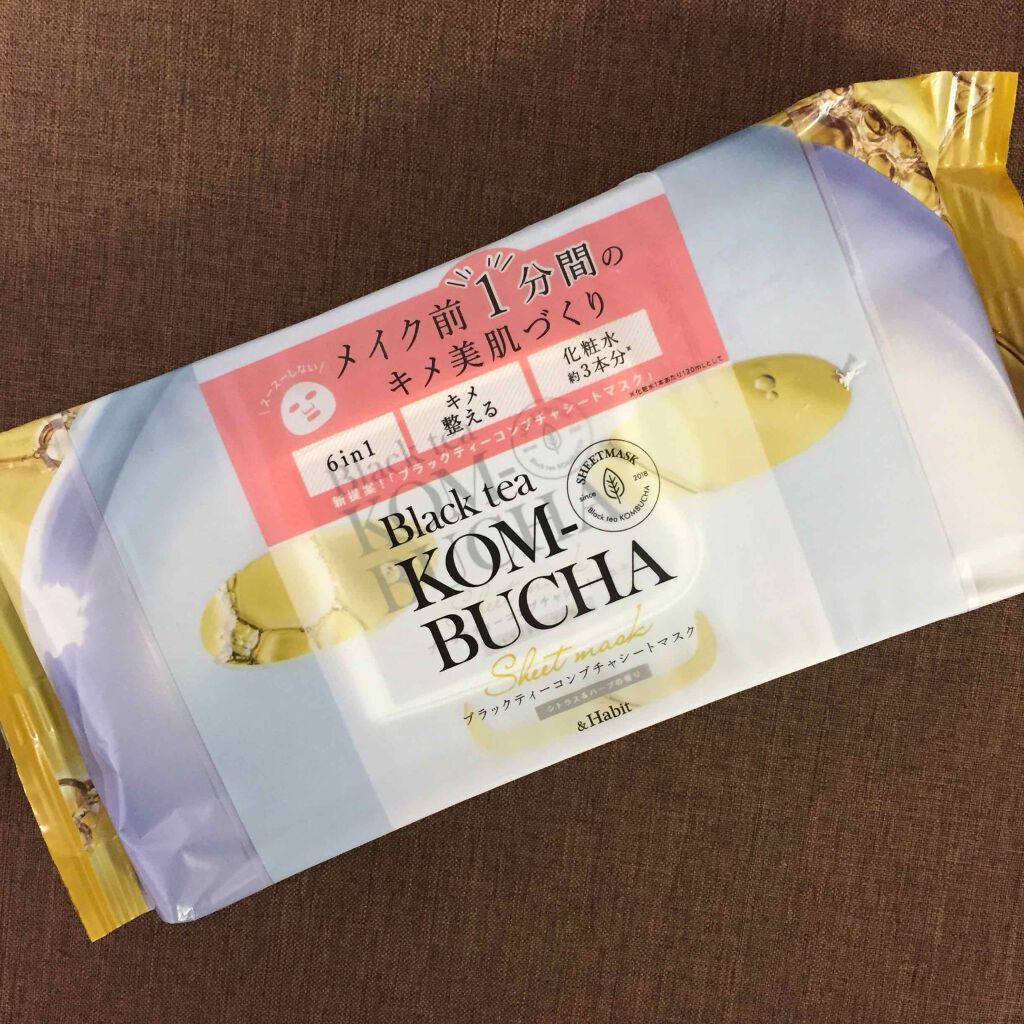 メイク前1分間の
キメ美肌づくり
\スースーしない/
6in1
キメ
整える
化粧水
約3本分※
※化粧水1本あたり120mLとして
新提案!「ブラックティーコンブチャシートマスク」
Black tea
KOM-
BUCHA
SHEETMASK
since 2018
Black tea KOMBUCHA
Sheet mask
ブラックティーコンブチャシートマスク
シトラス&ハーブの香り
&Habit